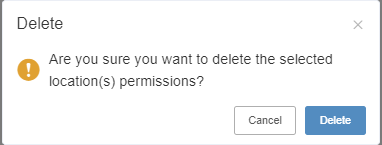 Delete
Are you sure you want to delete the selected
location(s) permissions?
Cancel
Delete